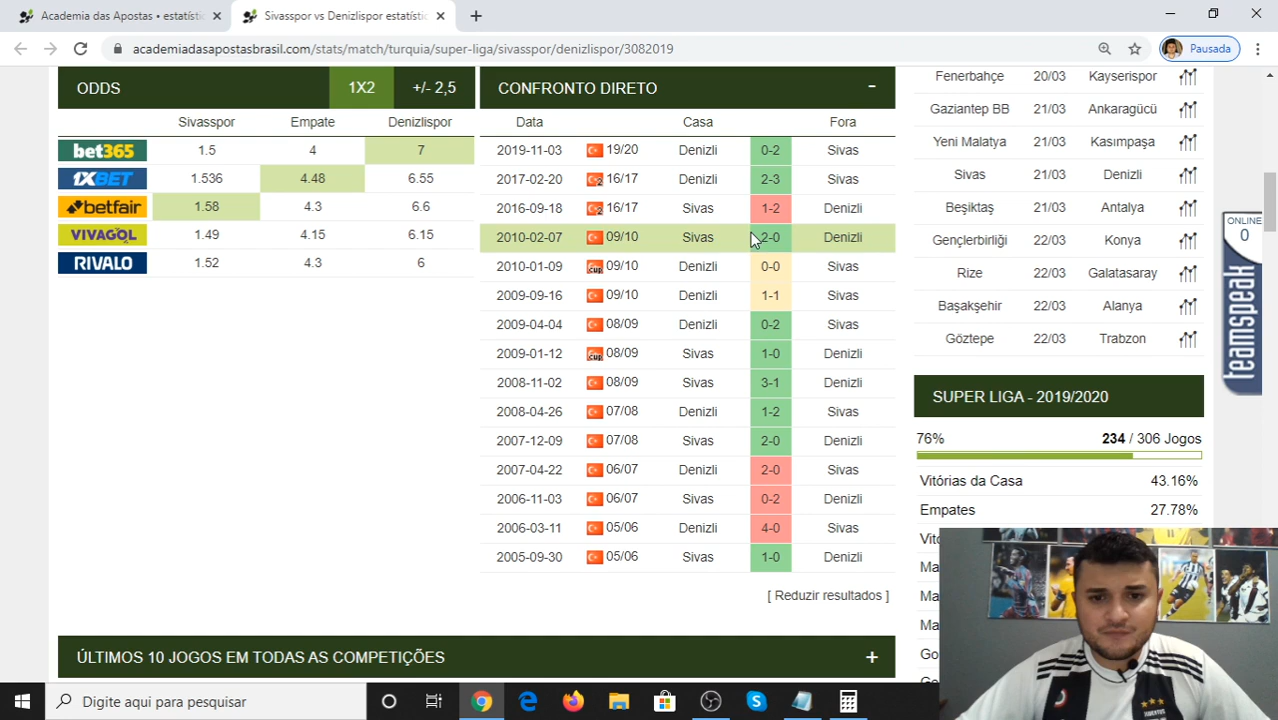 Academia das Apostas • estatístic
Sivasspor vs Denizlispor estatístic
academiadasapostasbrasil.com/stats/match/turquia/super-liga/sivasspor/denizlispor/3082019
Pausada
ODDS 1X2 +/- 2,5
Sivasspor Empate Denizlispor
bet365 1.5 4 7
1XBET 1.536 4.48 6.55
betfair 1.58 4.3 6.6
VIVAGOL 1.49 4.15 6.15
RIVALO 1.52 4.3 6
CONFRONTO DIRETO -
Data Casa Fora
2019-11-03 19/20 Denizli 0-2 Sivas
2017-02-20 2 16/17 Denizli 2-3 Sivas
2016-09-18 2 16/17 Sivas 1-2 Denizli
2010-02-07 09/10 Sivas 2-0 Denizli
2010-01-09 cup 09/10 Denizli 0-0 Sivas
2009-09-16 09/10 Denizli 1-1 Sivas
2009-04-04 08/09 Denizli 0-2 Sivas
2009-01-12 cup 08/09 Sivas 1-0 Denizli
2008-11-02 08/09 Sivas 3-1 Denizli
2008-04-26 07/08 Denizli 1-2 Sivas
2007-12-09 07/08 Sivas 2-0 Denizli
2007-04-22 06/07 Denizli 2-0 Sivas
2006-11-03 06/07 Sivas 0-2 Denizli
2006-03-11 05/06 Denizli 4-0 Sivas
2005-09-30 05/06 Sivas 1-0 Denizli
[ Reduzir resultados ]
ÚLTIMOS 10 JOGOS EM TODAS AS COMPETIÇÕES +
Fenerbahçe 20/03 Kayserispor
Gaziantep BB 21/03 Ankaragücü
Yeni Malatya 21/03 Kasımpaşa
Sivas 21/03 Denizli
Beşiktaş 21/03 Antalya
Gençlerbirliği 22/03 Konya
Rize 22/03 Galatasaray
Başakşehir 22/03 Alanya
Göztepe 22/03 Trabzon
SUPER LIGA - 2019/2020
76% 234 / 306 Jogos
Vitórias da Casa 43.16%
Empates 27.78%
Vitó
Ma
Ma
Ma
Go
Go
ONLINE
0
teamspeak
Digite aqui para pesquisar